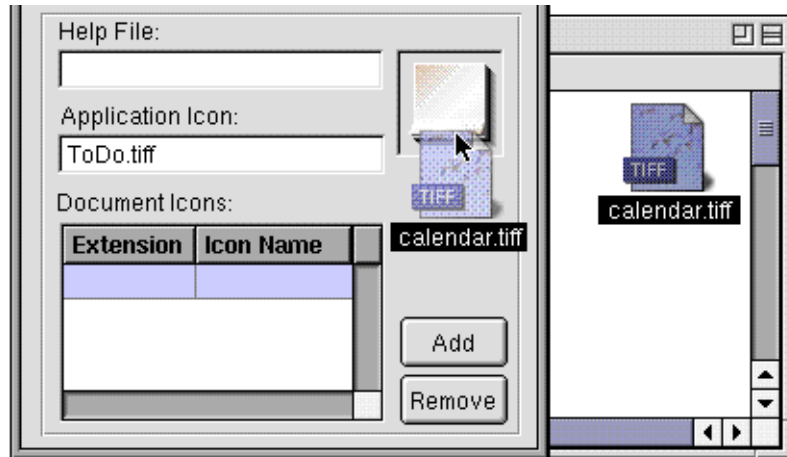 Help File:
Application Icon:
ToDo.tiff
Document Icons:
Extension Icon Name
TIFF
calendar.tiff
Add
Remove
TIFF
calendar.tiff